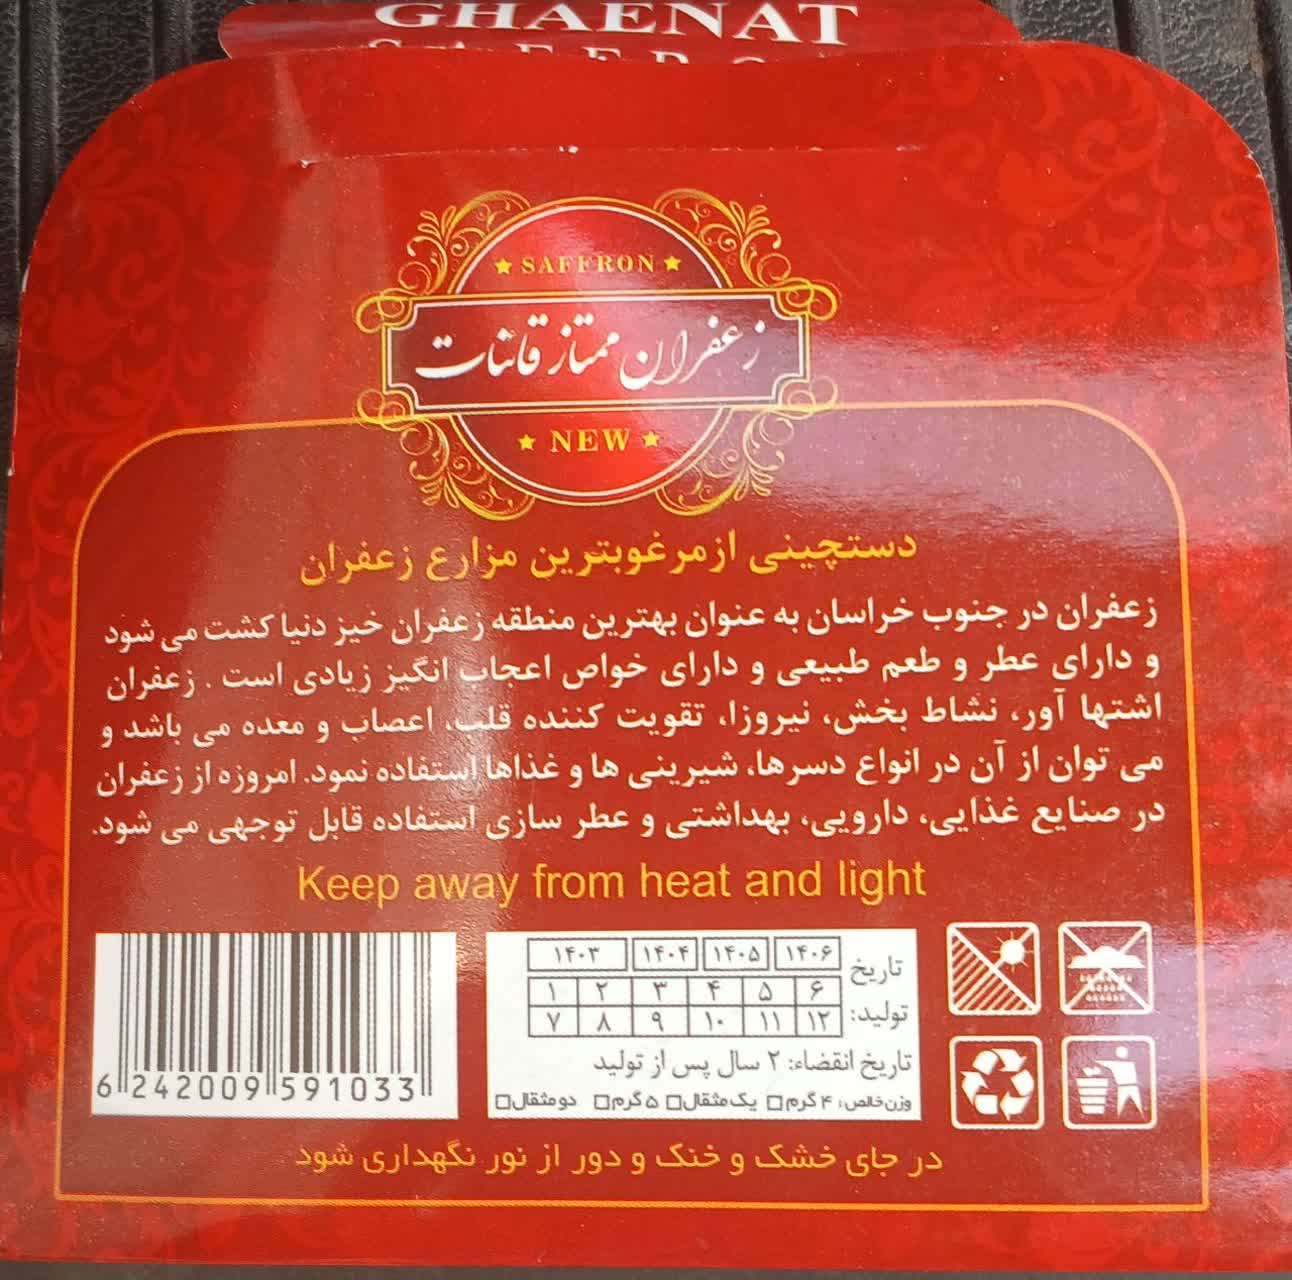 GHAENAT
SAFFRON
زعفران ممتاز قائنات
NEW
دستچینی از مرغوبترین مزارع زعفران
زعفران در جنوب خراسان به عنوان بهترین منطقه زعفران خیز دنیا کشت می شود
و دارای عطر و طعم طبیعی و دارای خواص اعجاب انگیز زیادی است . زعفران
اشتها آور، نشاط بخش، نیروزا، تقویت کننده قلب، اعصاب و معده می باشد و
می توان از آن در انواع دسرها، شیرینی ها و غذاها استفاده نمود. امروزه از زعفران
در صنایع غذایی، دارویی، بهداشتی و عطر سازی استفاده قابل توجهی می شود.
Keep away from heat and light
تاریخ تولید:
۱۴۰۳ ۱۴۰۴ ۱۴۰۵ ۱۴۰۶
۱ ۲ ۳ ۴ ۵ ۶
۷ ۸ ۹ ۱۰ ۱۱ ۱۲
تاریخ انقضاء: ۲ سال پس از تولید
وزن خالص: ۴ گرم□ یک مثقال□ ۵ گرم□ دو مثقال□
6 242009 591033
در جای خشک و خنک و دور از نور نگهداری شود